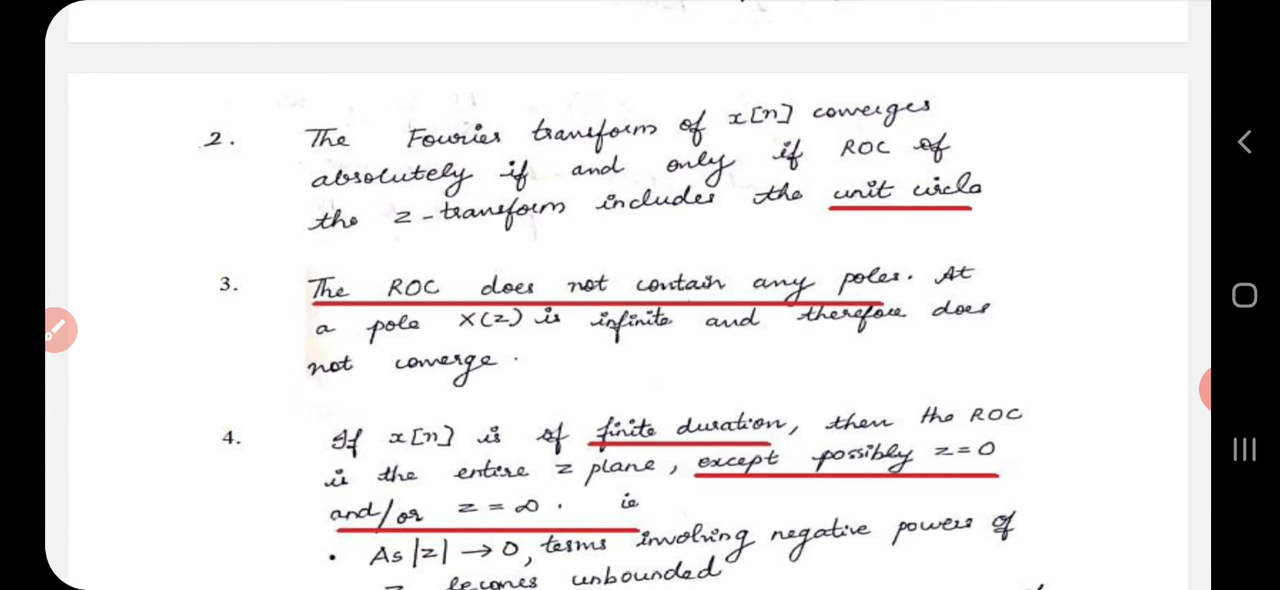 2. The Fourier transform of x[n] converges
absolutely if and only if ROC of
the z-transform includes the unit circle
3. The ROC does not contain any poles. At
a pole X(z) is infinite and therefore does
not converge.
4. If x[n] is of finite duration, then the ROC
is the entire z plane, except possibly z=0
and/or z = ∞. ie
• As |z| → 0, terms involving negative powers of
z becomes unbounded